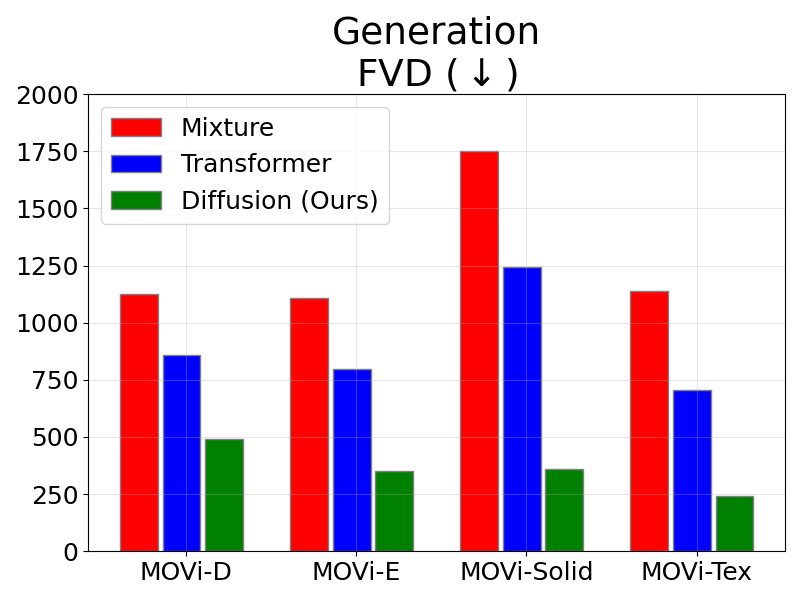 Generation
FVD (↓)
2000
1750
1500
1250
1000
750
500
250
0
Mixture
Transformer
Diffusion (Ours)
MOVi-D MOVi-E MOVi-Solid MOVi-Tex